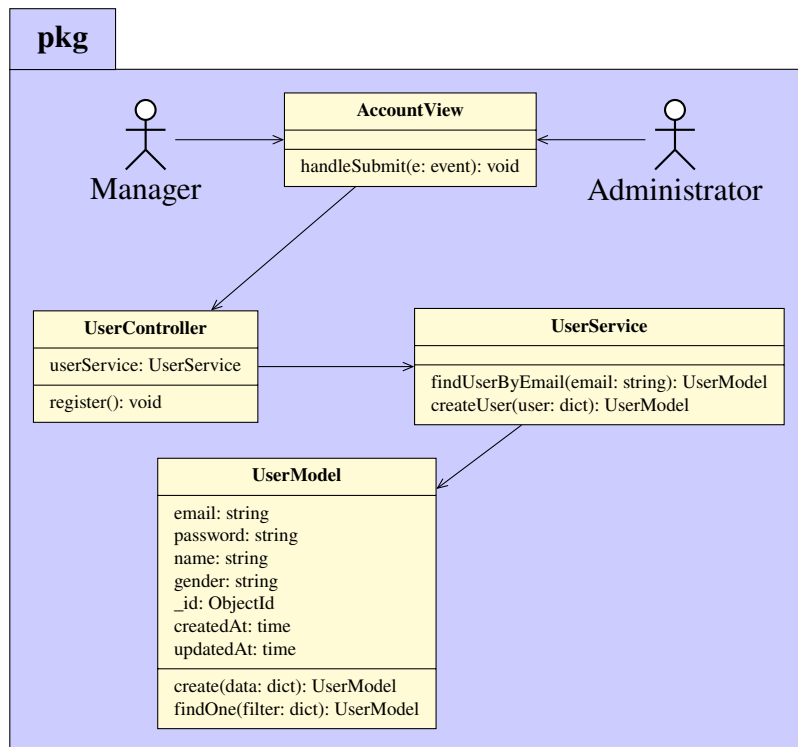 pkg
AccountView
handleSubmit(e: event): void
Manager
Administrator
UserController
userService: UserService
register(): void
UserService
findUserByEmail(email: string): UserModel
createUser(user: dict): UserModel
UserModel
email: string
password: string
name: string
gender: string
_id: ObjectId
createdAt: time
updatedAt: time
create(data: dict): UserModel
findOne(filter: dict): UserModel